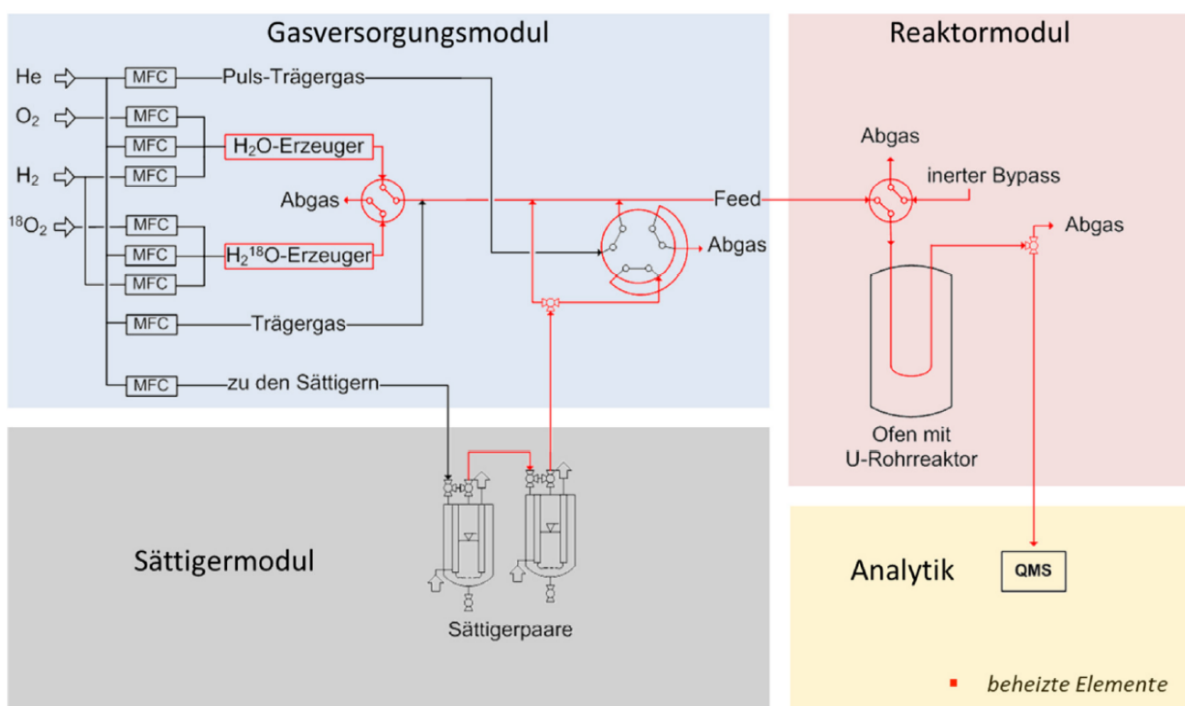 Gasversorgungsmodul
He
MFC
Puls-Trägergas
O₂
MFC
MFC
H₂O-Erzeuger
H₂
MFC
Abgas
¹⁸O₂
MFC
MFC
H₂¹⁸O-Erzeuger
MFC
MFC
Trägergas
MFC
zu den Sättigern
Feed
Abgas
Reaktormodul
Abgas
inerter Bypass
Abgas
Ofen mit
U-Rohrreaktor
Sättigermodul
Sättigerpaare
Analytik
QMS
beheizte Elemente